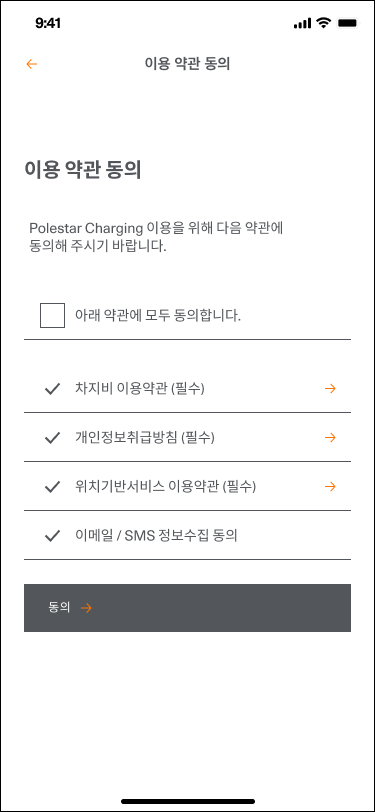 9:41
이용 약관 동의
이용 약관 동의
Polestar Charging 이용을 위해 다음 약관에
동의해 주시기 바랍니다.
아래 약관에 모두 동의합니다.
차지비 이용약관 (필수)
개인정보취급방침 (필수)
위치기반서비스 이용약관 (필수)
이메일 / SMS 정보수집 동의
동의